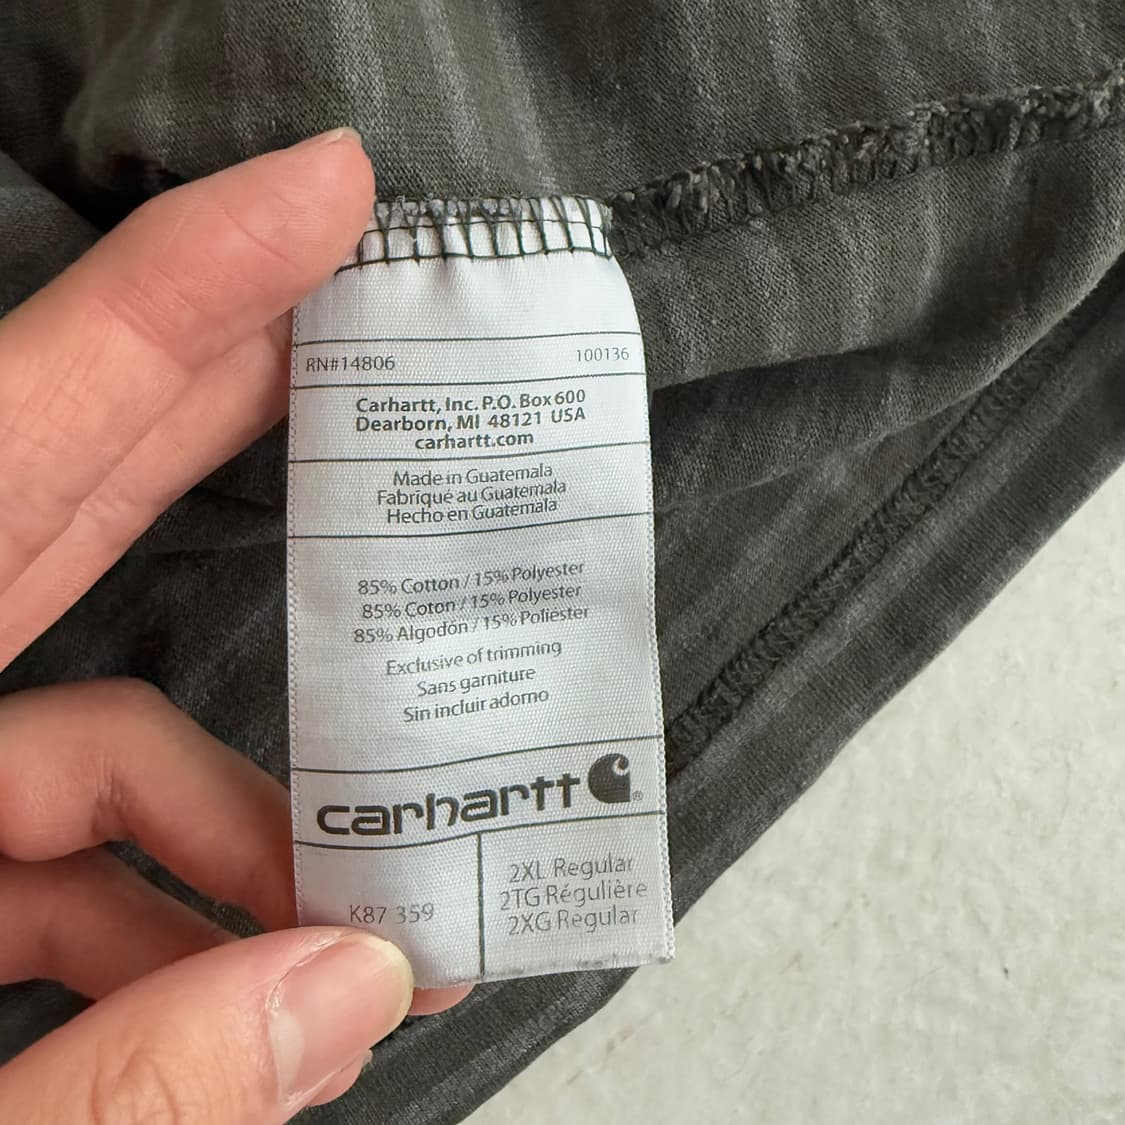 RN#14806 100136
Carhartt, Inc. P.O. Box 600
Dearborn, MI 48121 USA
carhartt.com
Made in Guatemala
Fabriqué au Guatemala
Hecho en Guatemala
85% Cotton / 15% Polyester
85% Coton / 15% Polyester
85% Algodón / 15% Poliéster
Exclusive of trimming
Sans garniture
Sin incluir adorno
carhartt ®
K87 359
2XL Regular
2TG Régulière
2XG Regular